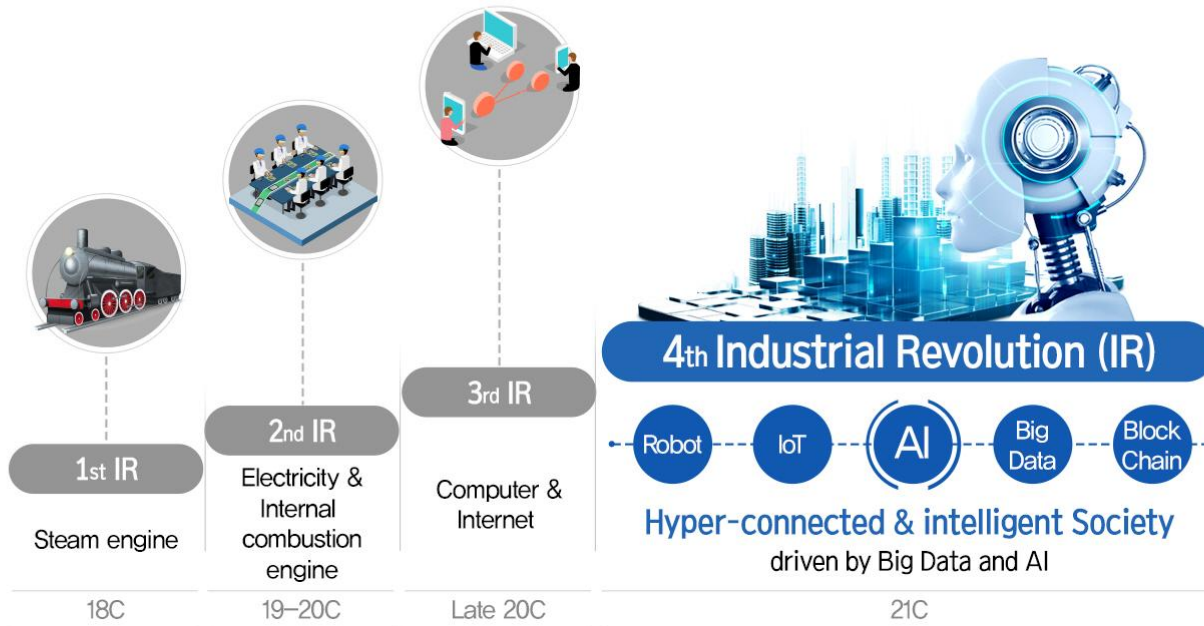 1st IR
Steam engine
18C
2nd IR
Electricity &
Internal
combustion
engine
19-20C
3rd IR
Computer &
Internet
Late 20C
4th Industrial Revolution (IR)
Robot
IoT
AI
Big
Data
Block
Chain
Hyper-connected & intelligent Society
driven by Big Data and AI
21C